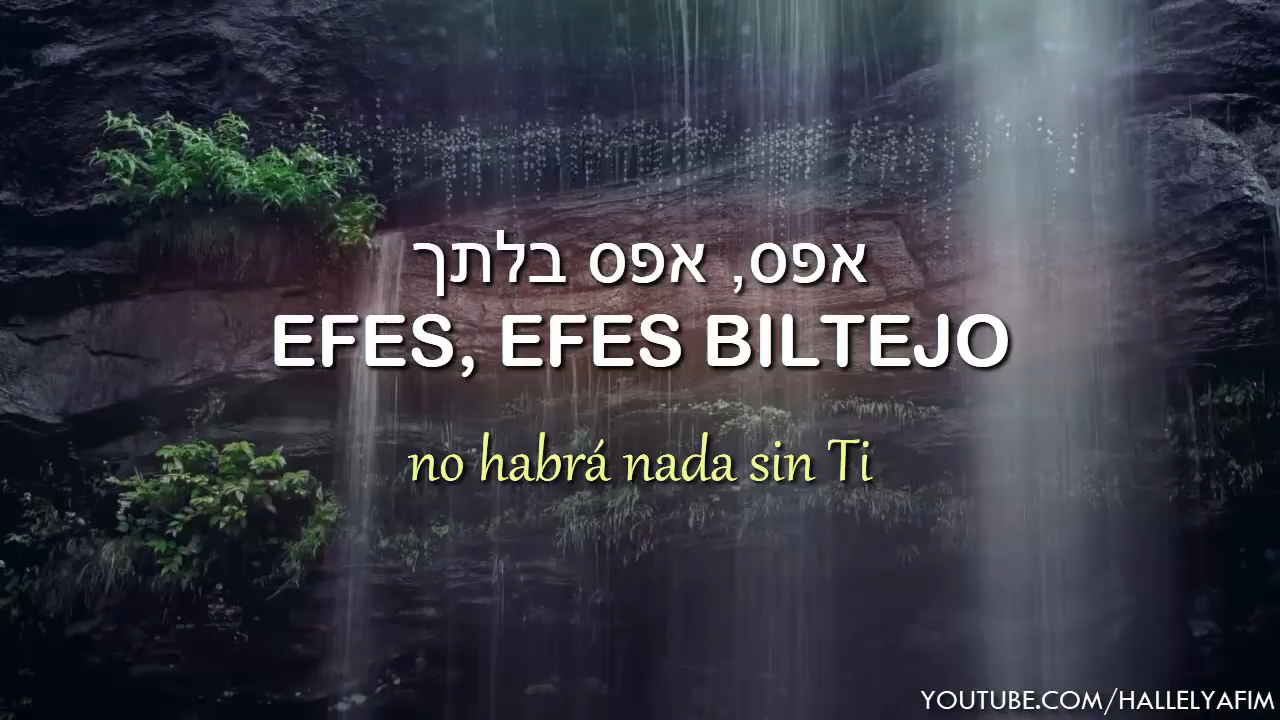 אפס, אפס בלתך
EFES, EFES BILTEJO
no habrá nada sin Ti
YOUTUBE.COM/HALLELYAFIM